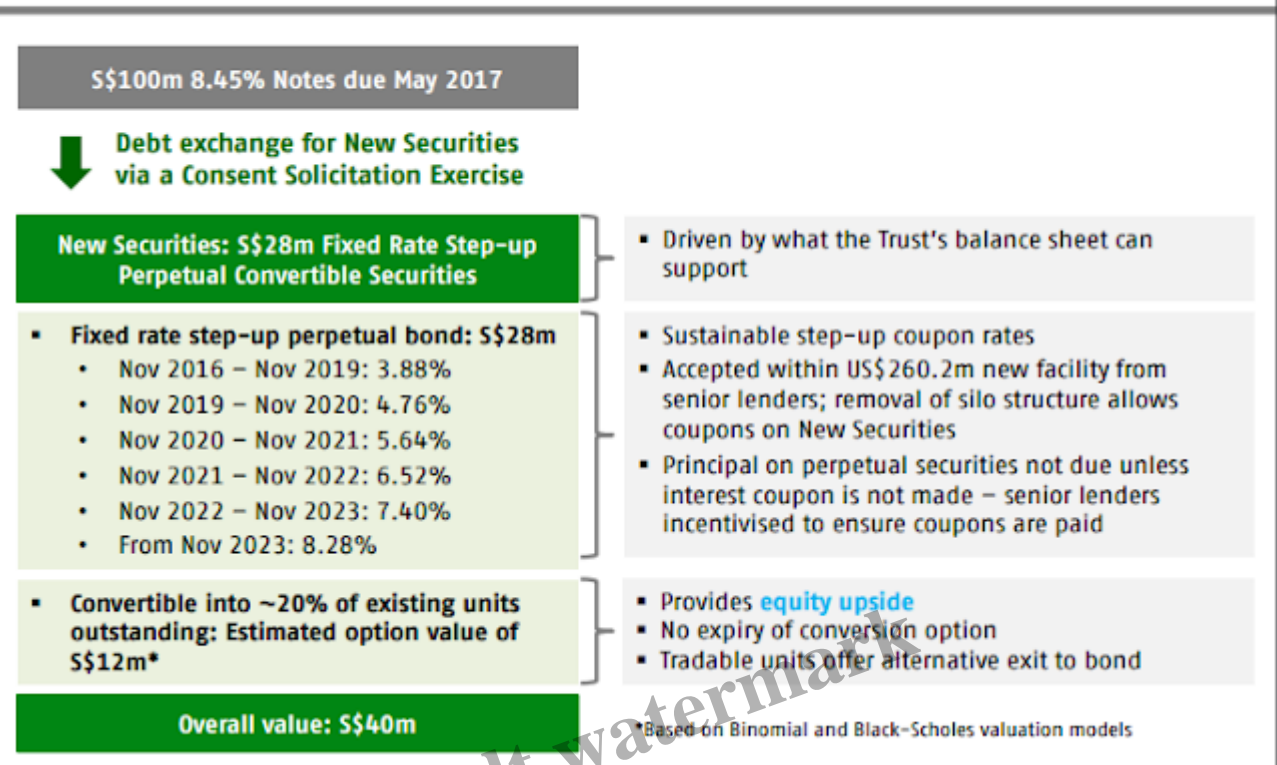 S$100m 8.45% Notes due May 2017
Debt exchange for New Securities
via a Consent Solicitation Exercise
New Securities: S$28m Fixed Rate Step-up
Perpetual Convertible Securities
▪ Driven by what the Trust's balance sheet can
support
▪ Fixed rate step-up perpetual bond: S$28m
• Nov 2016 – Nov 2019: 3.88%
• Nov 2019 – Nov 2020: 4.76%
• Nov 2020 – Nov 2021: 5.64%
• Nov 2021 – Nov 2022: 6.52%
• Nov 2022 – Nov 2023: 7.40%
• From Nov 2023: 8.28%
▪ Sustainable step-up coupon rates
▪ Accepted within US$260.2m new facility from
senior lenders; removal of silo structure allows
coupons on New Securities
▪ Principal on perpetual securities not due unless
interest coupon is not made – senior lenders
incentivised to ensure coupons are paid
▪ Convertible into ~20% of existing units
outstanding: Estimated option value of
S$12m*
▪ Provides equity upside
▪ No expiry of conversion option
▪ Tradable units offer alternative exit to bond
Overall value: S$40m
*Based on Binomial and Black-Scholes valuation models
watermark